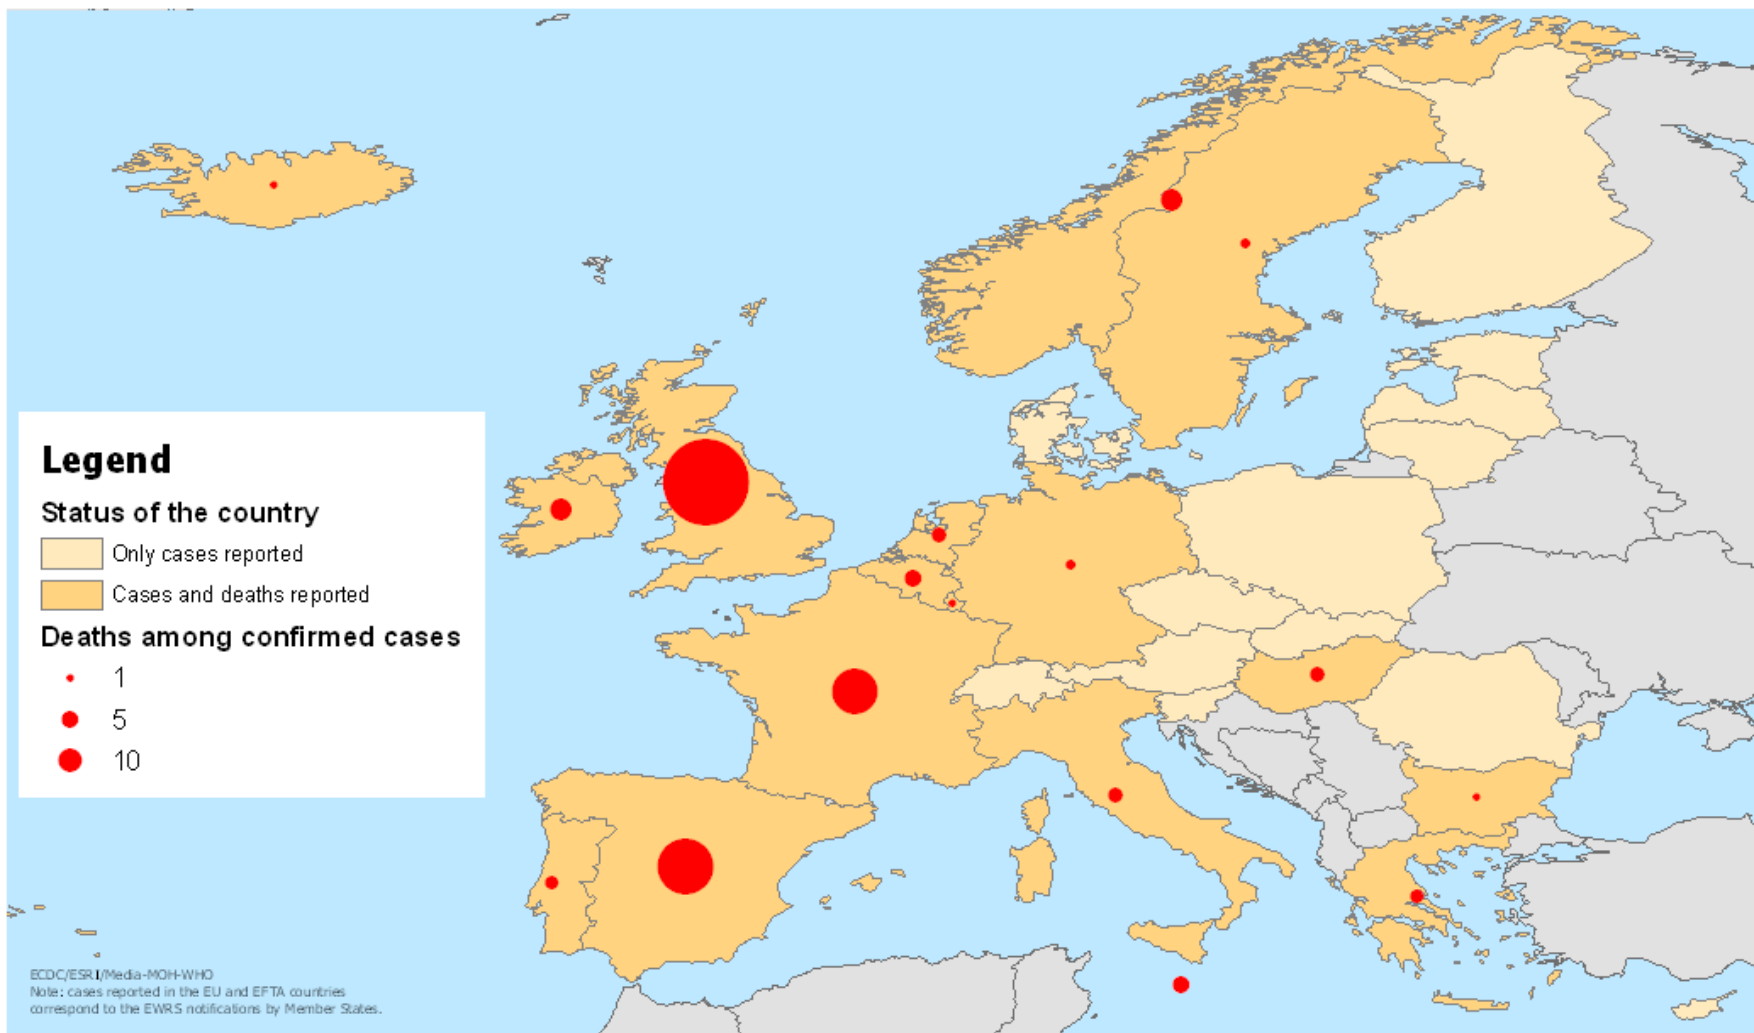 Legend
Status of the country
Only cases reported
Cases and deaths reported
Deaths among confirmed cases
1
5
10
ECDC/ESRI/Media-MOH-WHO
Note: cases reported in the EU and EFTA countries
correspond to the EWRS notifications by Member States.